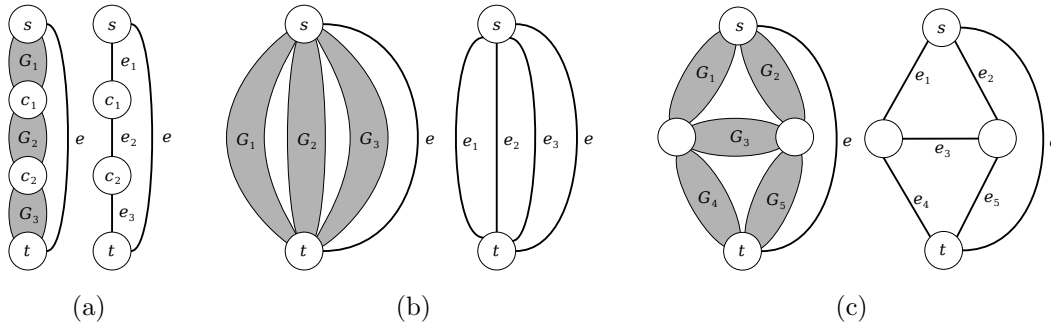 s
G₁
c₁
G₂
c₂
G₃
t
e
s
e₁
c₁
e₂
c₂
e₃
t
e
(a)
s
G₁
G₂
G₃
e
t
s
e₁
e₂
e₃
e
t
(b)
s
G₁
G₂
G₃
G₄
G₅
e
t
s
e₁
e₂
e₃
e₄
e₅
t
(c)